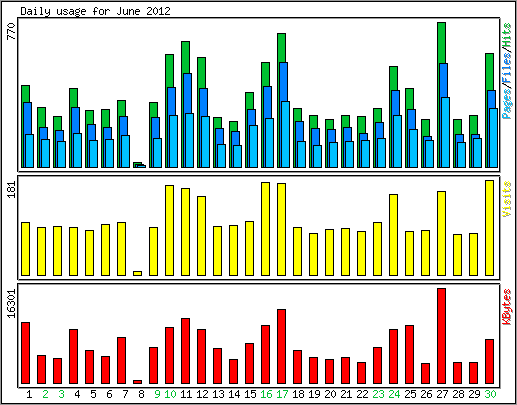 Daily usage for June 2012
770
Pages/Files/Hits
181
Visits
16301
KBytes
1 2 3 4 5 6 7 8 9 10 11 12 13 14 15 16 17 18 19 20 21 22 23 24 25 26 27 28 29 30